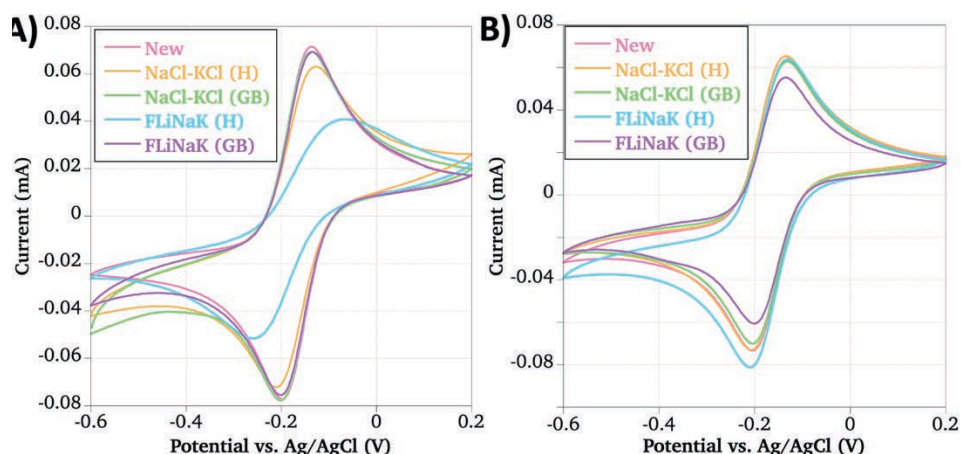 A)
0.08
0.06
0.04
0.02
0
-0.02
-0.04
-0.06
-0.08
Current (mA)
New
NaCl-KCl (H)
NaCl-KCl (GB)
FLiNaK (H)
FLiNaK (GB)
-0.6
-0.4
-0.2
0
0.2
Potential vs. Ag/AgCl (V)
B)
0.08
0.04
0
-0.04
-0.08
Current (mA)
New
NaCl-KCl (H)
NaCl-KCl (GB)
FLiNaK (H)
FLiNaK (GB)
-0.6
-0.4
-0.2
0
0.2
Potential vs. Ag/AgCl (V)